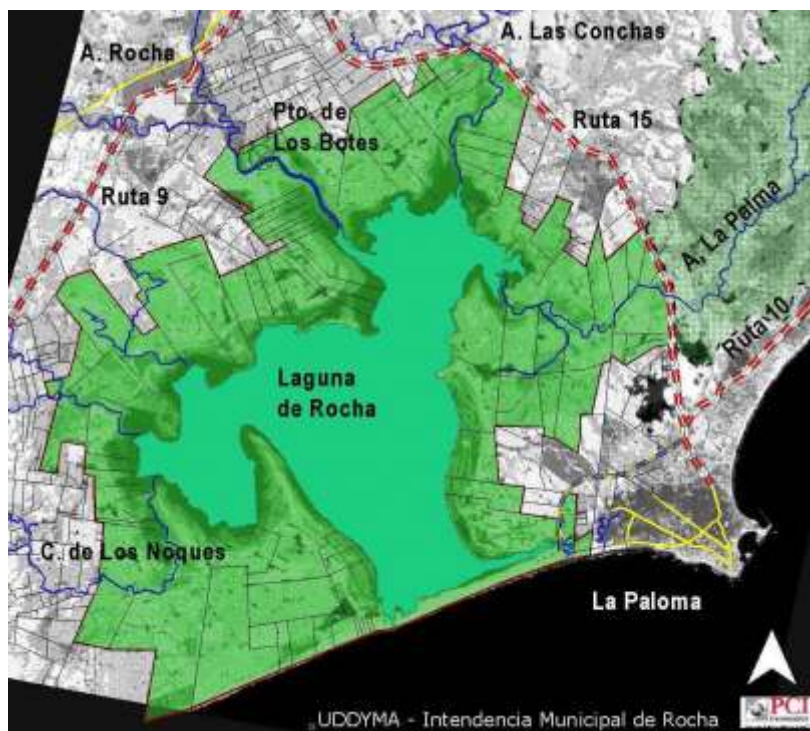 A. Rocha
A. Las Conchas
Pto. de
Los Botes
Ruta 15
Ruta 9
A. La Palma
Ruta 10
Laguna
de Rocha
C. de Los Noques
La Paloma
UDDYMA - Intendencia Municipal de Rocha
PCT